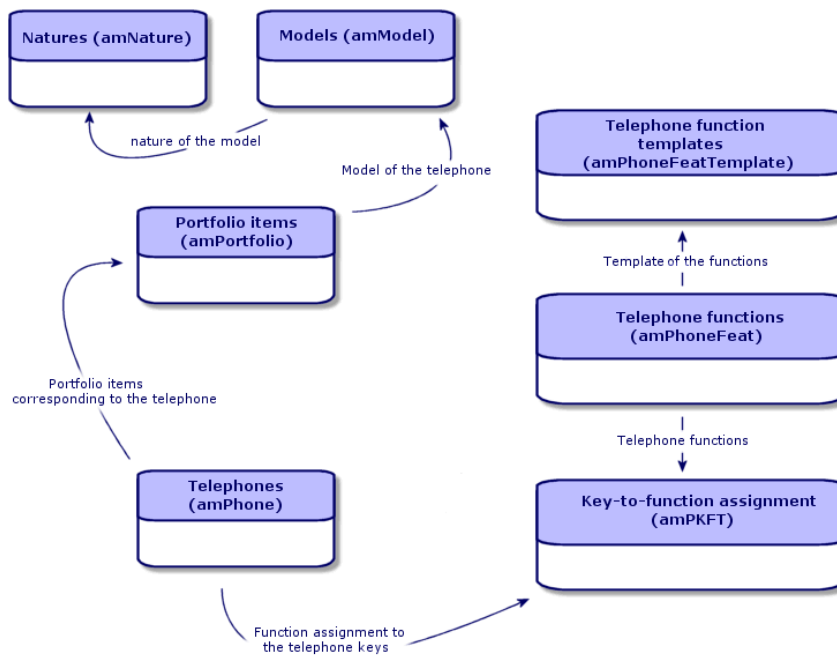 Natures (amNature)
Models (amModel)
nature of the model
Model of the telephone
Telephone function
templates
(amPhoneFeatTemplate)
Portfolio items
(amPortfolio)
Template of the functions
Telephone functions
(amPhoneFeat)
Portfolio items
corresponding to the telephone
Telephone functions
Telephones
(amPhone)
Key-to-function assignment
(amPKFT)
Function assignment to
the telephone keys